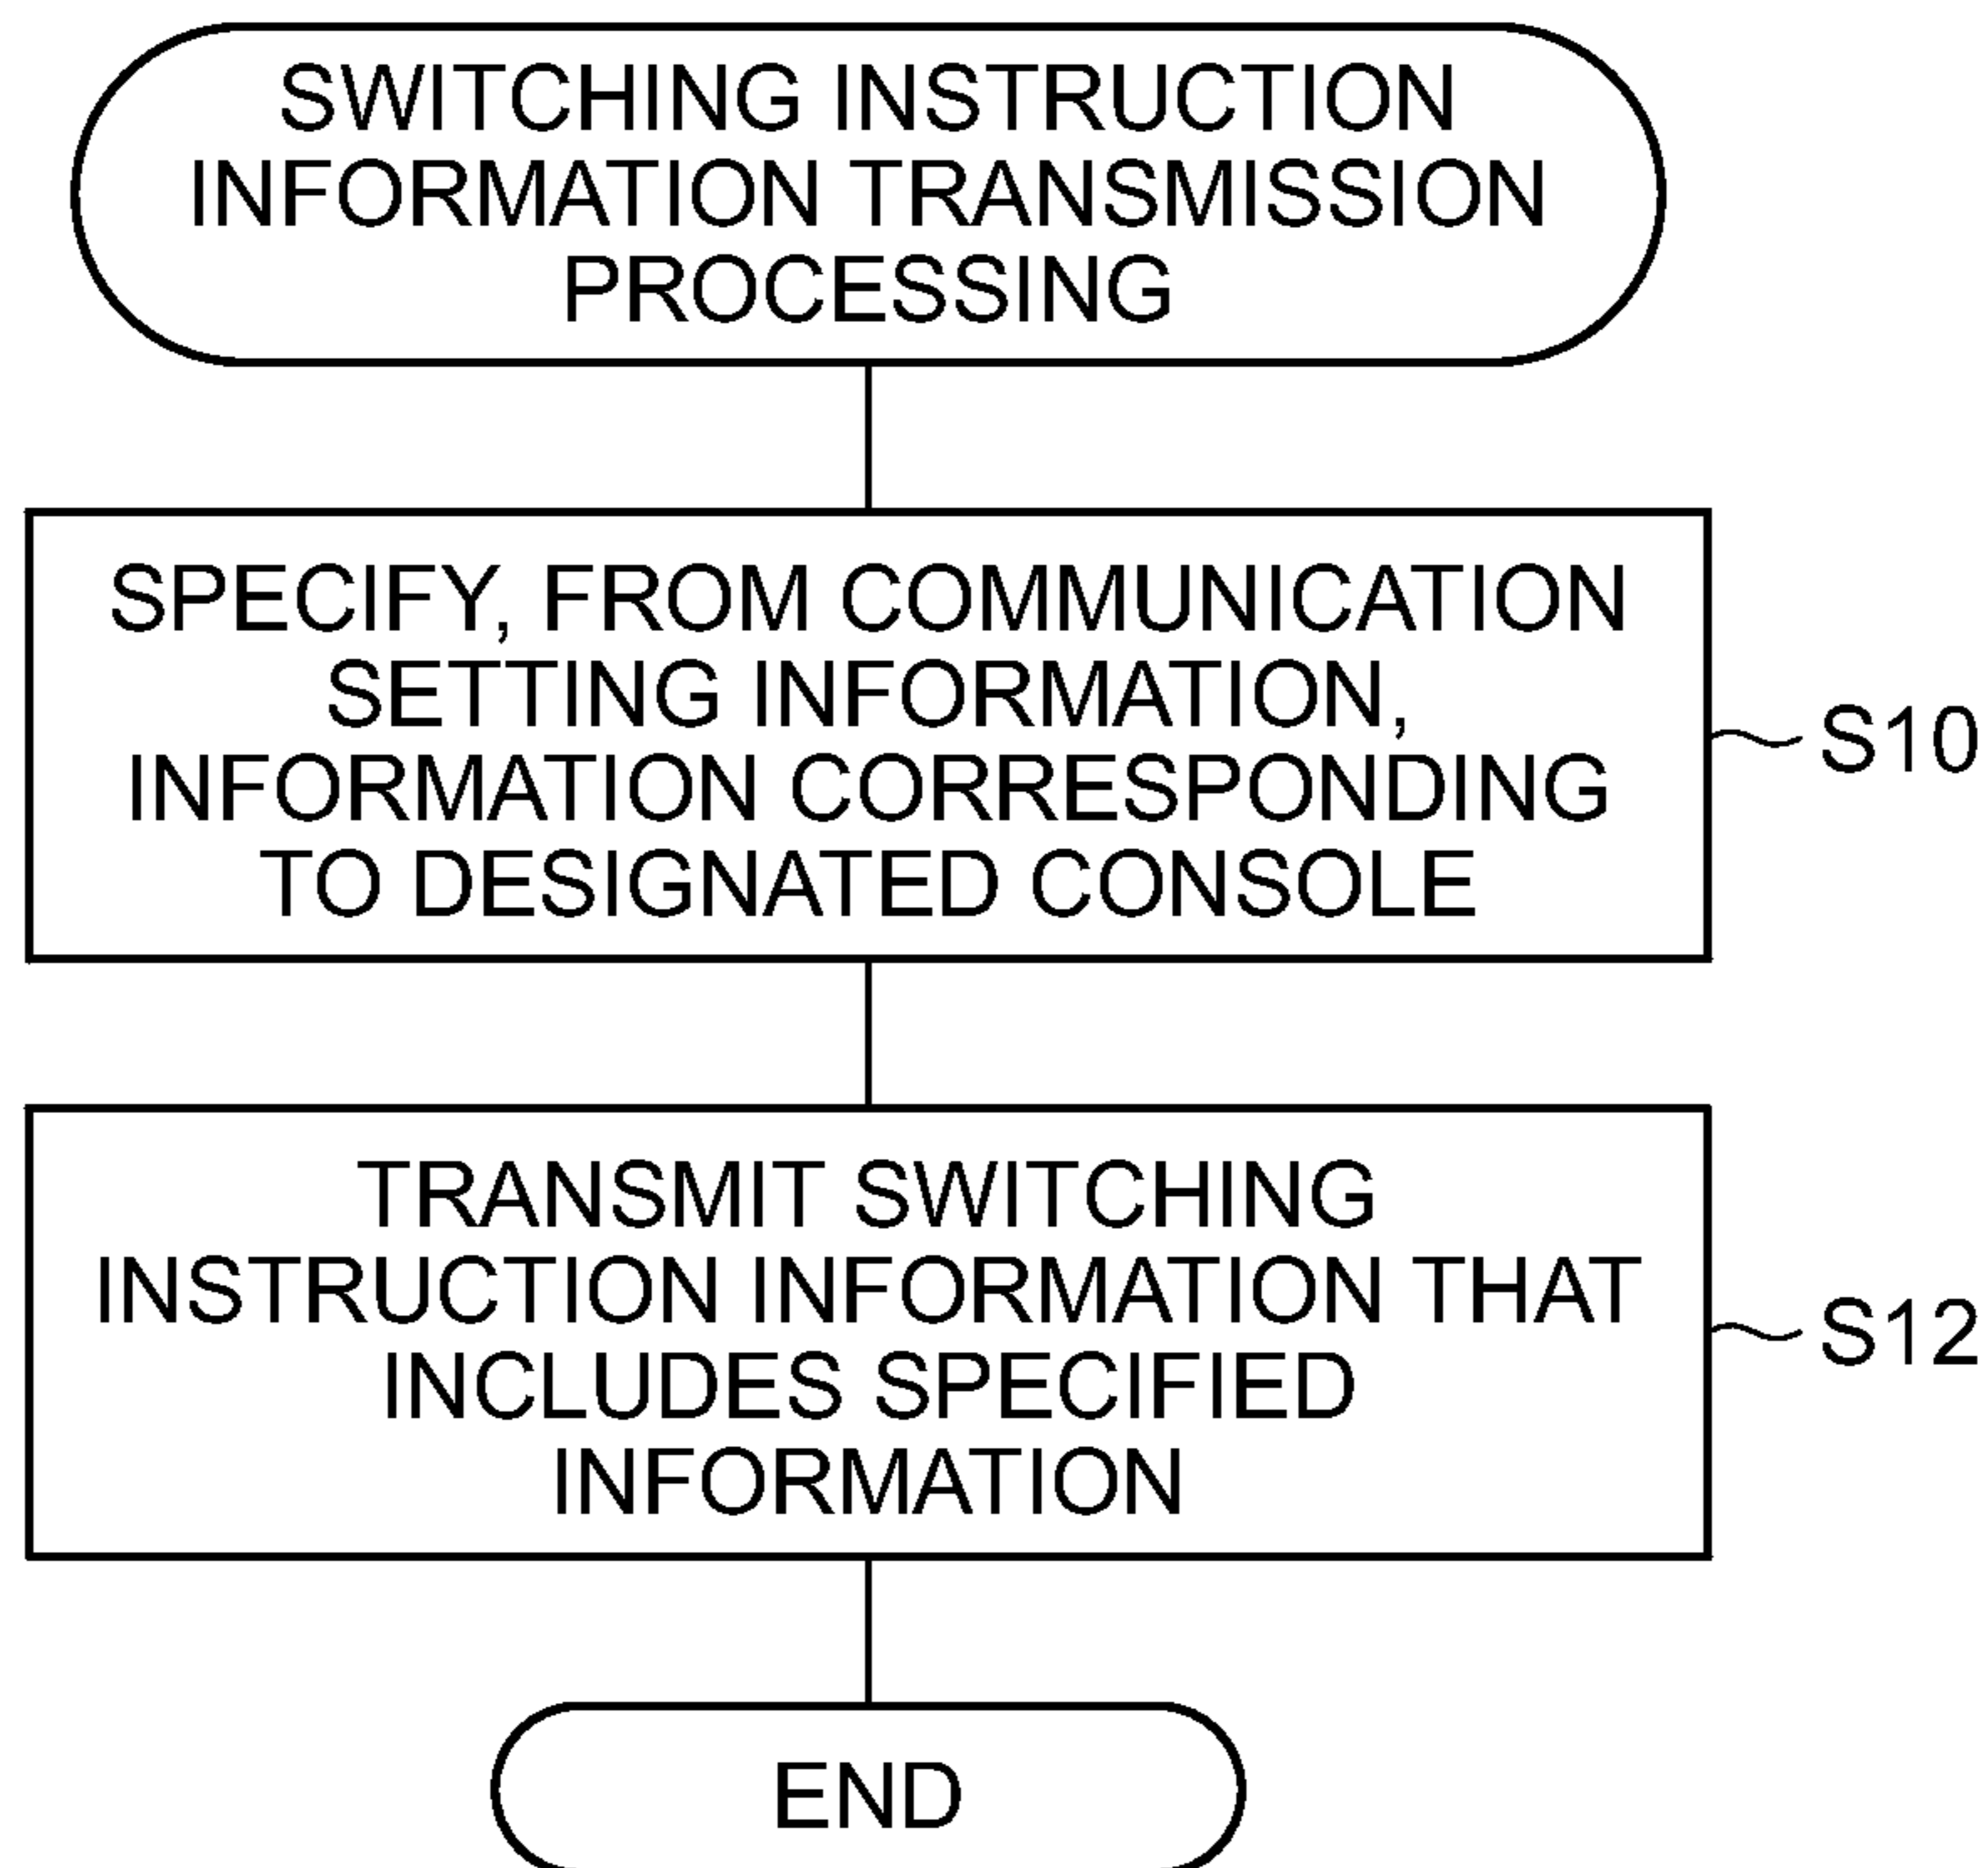 SWITCHING INSTRUCTION
INFORMATION TRANSMISSION
PROCESSING
SPECIFY, FROM COMMUNICATION
SETTING INFORMATION,
INFORMATION CORRESPONDING
TO DESIGNATED CONSOLE
S10
TRANSMIT SWITCHING
INSTRUCTION INFORMATION THAT
INCLUDES SPECIFIED
INFORMATION
S12
END